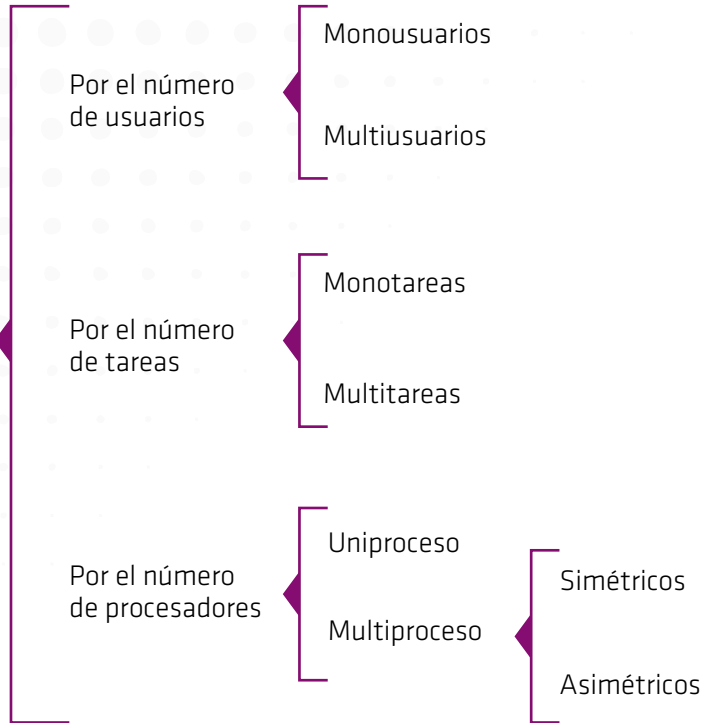 Por el número
de usuarios
Monousuarios
Multiusuarios
Por el número
de tareas
Monotareas
Multitareas
Por el número
de procesadores
Uniproceso
Multiproceso
Simétricos
Asimétricos